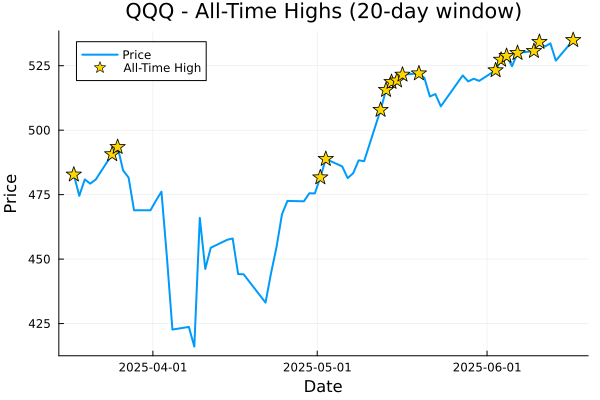 QQQ - All-Time Highs (20-day window)
Price
All-Time High
525
500
475
450
425
Price
2025-04-01
2025-05-01
2025-06-01
Date